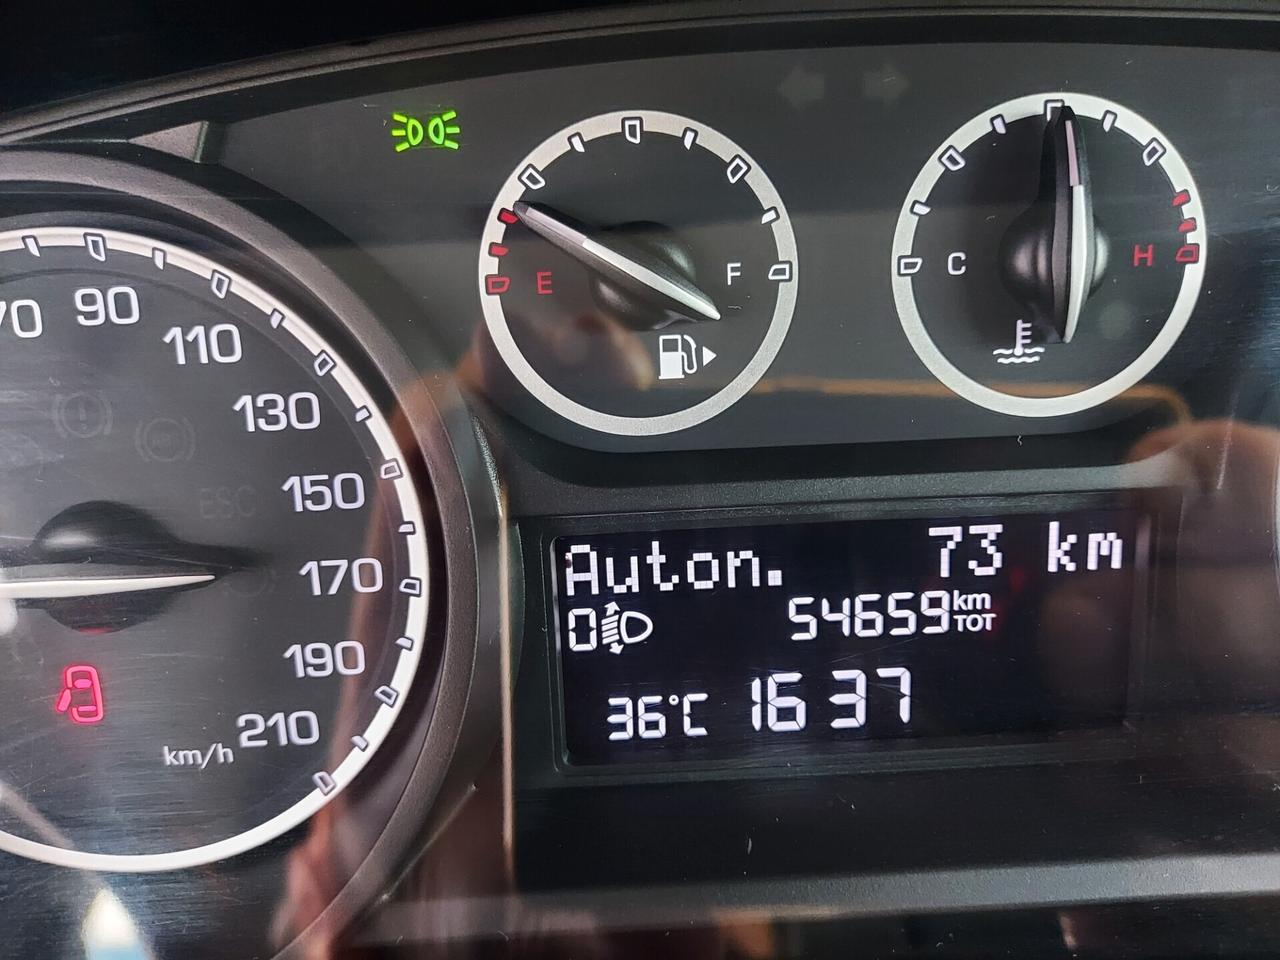 70
90
110
130
150
170
190
210
km/h
ESC
E
F
C
H
Auton. 73 km
0 54659 km TOT
36°C 16 37